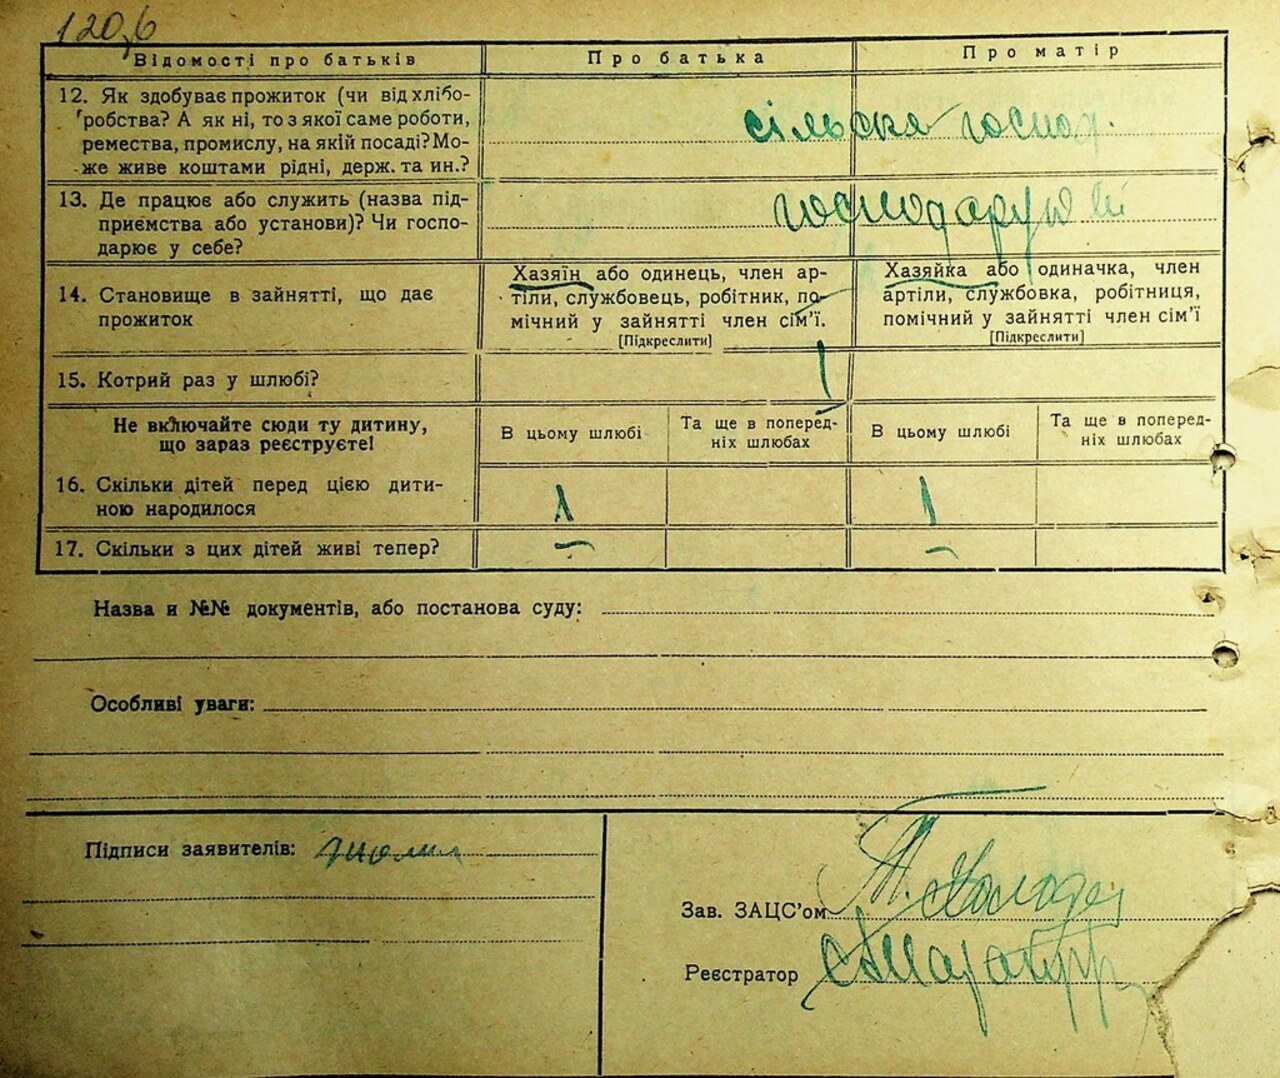 120,6
Відомості про батьків
Про батька
Про матір
12. Як здобуває прожиток (чи від хлібо-
робства? А як ні, то з якої саме роботи,
ремества, промислу, на якій посаді? Мо-
же живе коштами рідні, держ. та ин.?
сільська господ.
13. Де працює або служить (назва під-
приємства або установи)? Чи госпо-
дарює у себе?
14. Становище в зайнятті, що дає
прожиток
Хазяїн або одинець, член ар-
тіли, службовець, робітник, по-
мічний у зайнятті член сім’ї.
[Підкреслити]
Хазяйка або одиначка, член
артіли, службовка, робітниця,
помічний у зайнятті член сім’ї
[Підкреслити]
15. Котрий раз у шлюбі?
1
Не включайте сюди ту дитину,
що зараз реєструєте!
В цьому шлюбі
Та ще в поперед-
ніх шлюбах
В цьому шлюбі
Та ще в поперед-
ніх шлюбах
16. Скільки дітей перед цією дити-
ною народилося
1
1
17. Скільки з цих дітей живі тепер?
–
–
Назва и №№ документів, або постанова суду:
Особливі уваги:
Підписи заявителів:
Зав. ЗАЦС’ом
Реєстратор